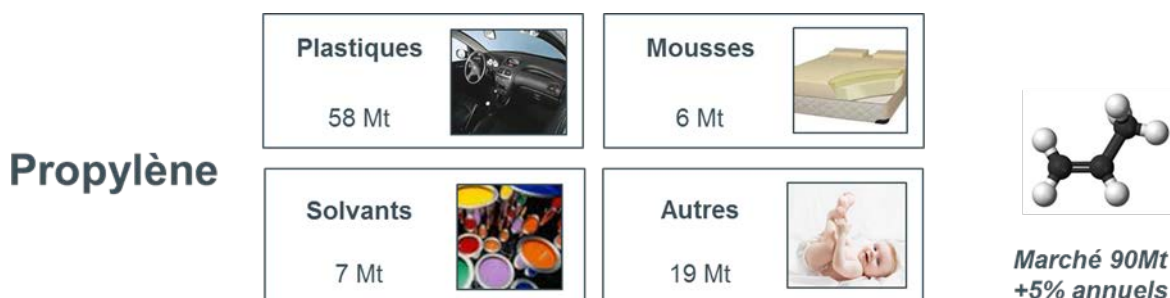 Propylène
Plastiques
58 Mt
Mousses
6 Mt
Solvants
7 Mt
Autres
19 Mt
Marché 90Mt
+5% annuels